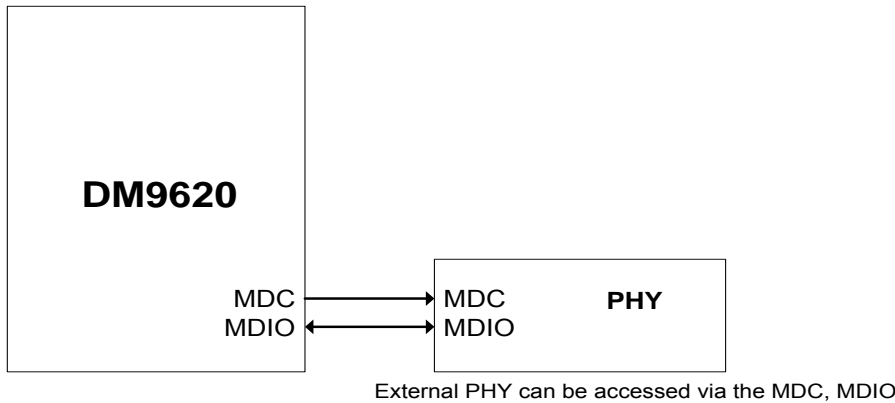 DM9620
MDC MDC PHY
MDIO MDIO
External PHY can be accessed via the MDC, MDIO